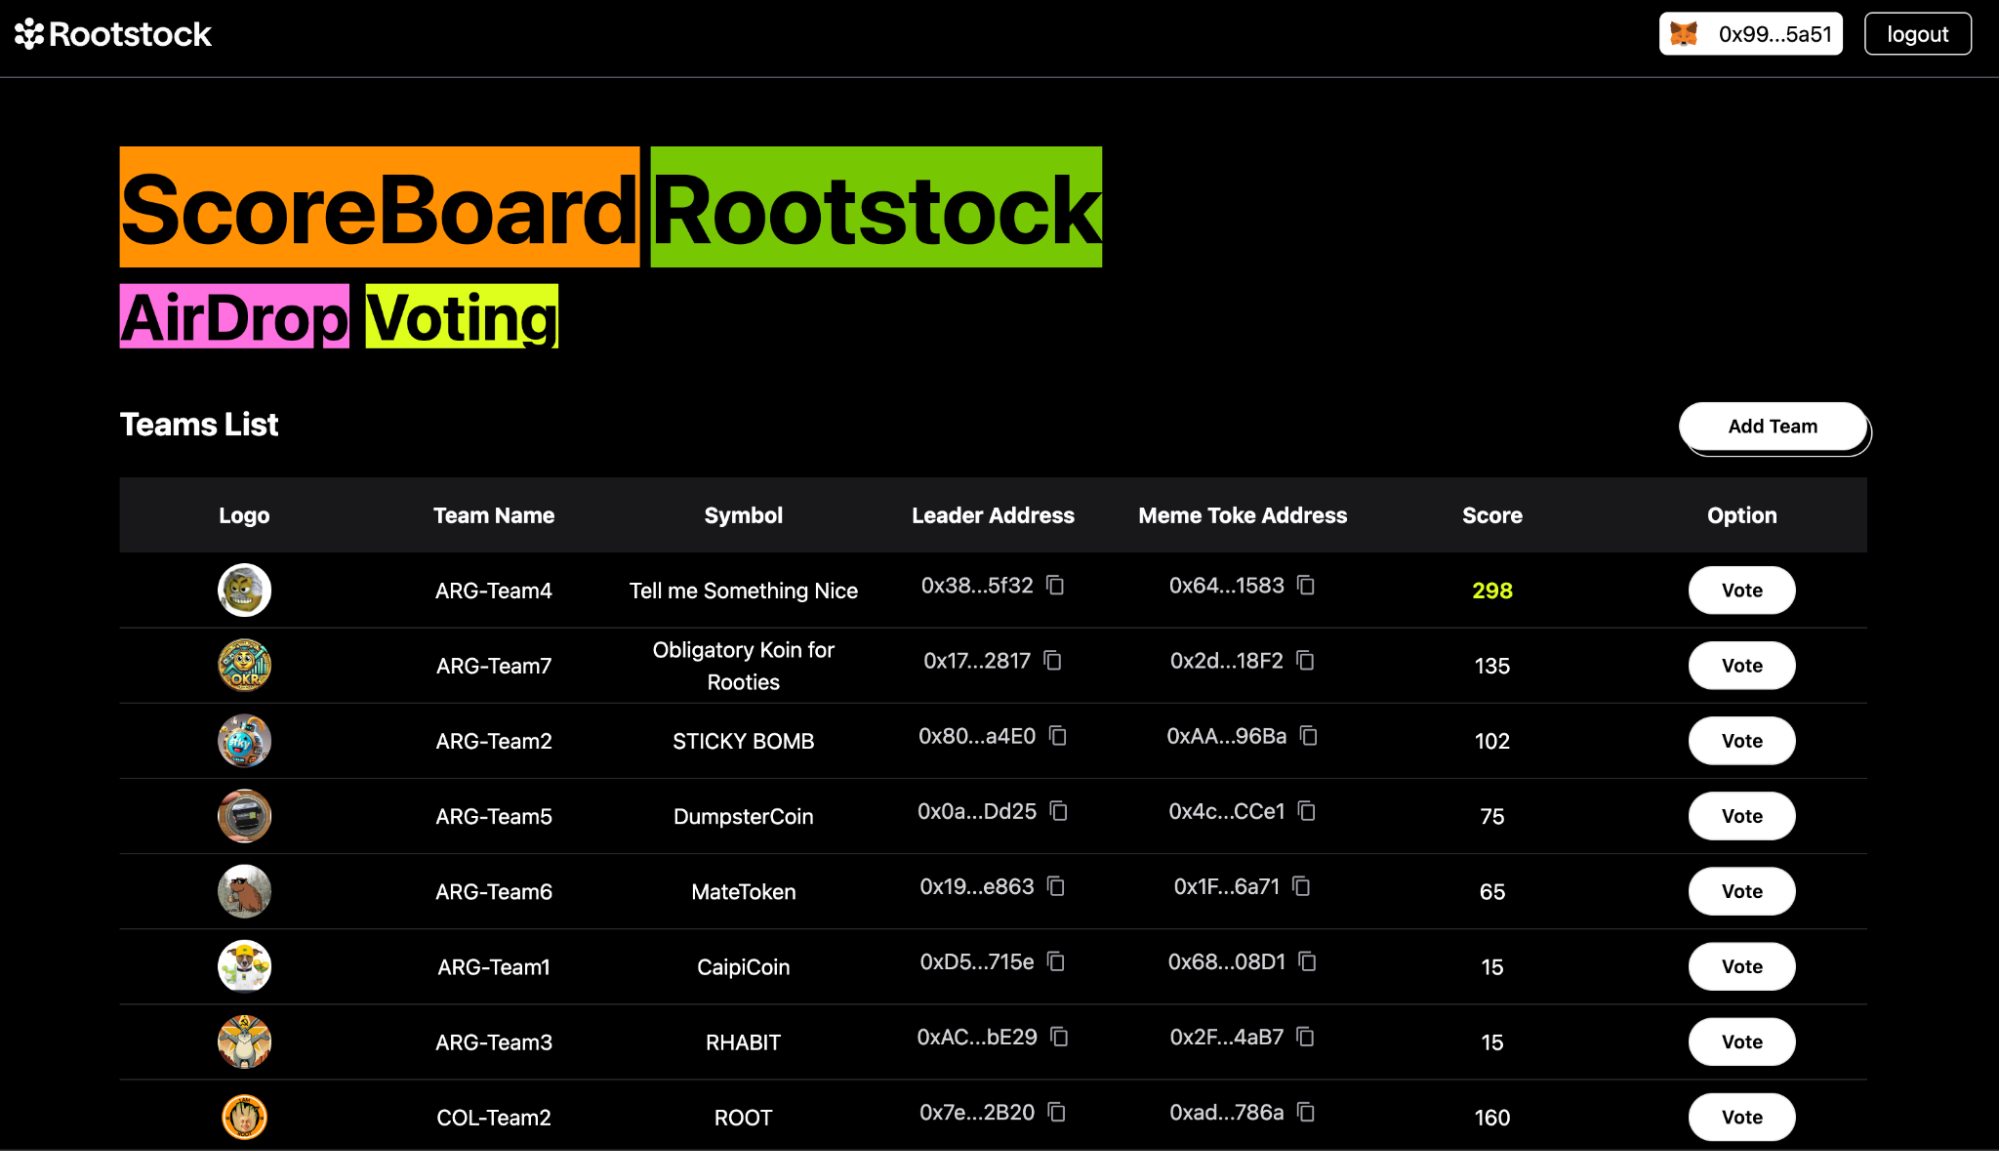 Rootstock
0x99...5a51
logout
ScoreBoard Rootstock
AirDrop Voting
Teams List
Add Team
Logo Team Name Symbol Leader Address Meme Toke Address Score Option
ARG-Team4 Tell me Something Nice 0x38...5f32 0x64...1583 298 Vote
OKR ARG-Team7 Obligatory Koin for Rooties 0x17...2817 0x2d...18F2 135 Vote
ARG-Team2 STICKY BOMB 0x80...a4E0 0xAA...96Ba 102 Vote
ARG-Team5 DumpsterCoin 0x0a...Dd25 0x4c...CCe1 75 Vote
ARG-Team6 MateToken 0x19...e863 0x1F...6a71 65 Vote
ARG-Team1 CaipiCoin 0xD5...715e 0x68...08D1 15 Vote
ARG-Team3 RHABIT 0xAC...bE29 0x2F...4aB7 15 Vote
COL-Team2 ROOT 0x7e...2B20 0xad...786a 160 Vote